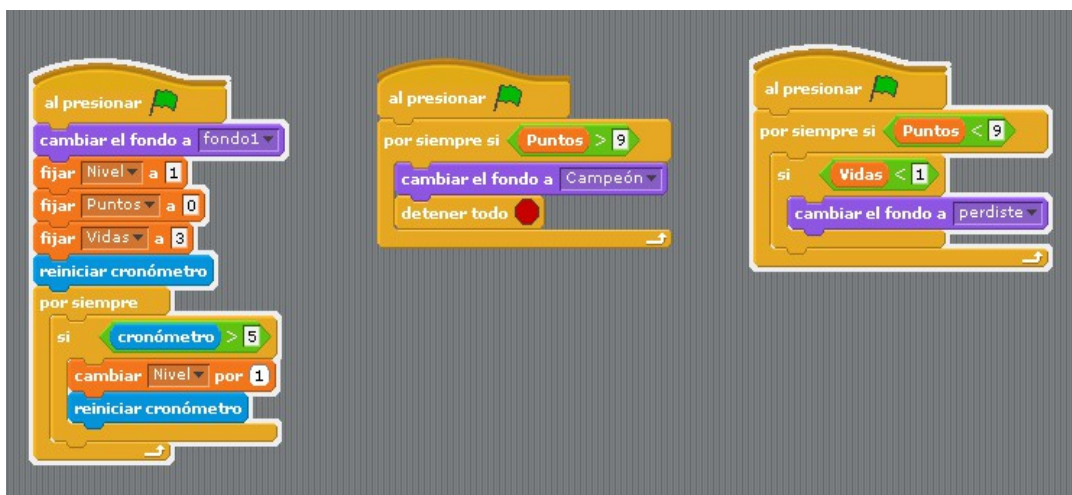 al presionar
cambiar el fondo a fondo1
fijar Nivel a 1
fijar Puntos a 0
fijar Vidas a 3
reiniciar cronómetro
por siempre
si cronómetro > 5
cambiar Nivel por 1
reiniciar cronómetro
al presionar
por siempre si Puntos > 9
cambiar el fondo a Campeón
detener todo
al presionar
por siempre si Puntos < 9
si Vidas < 1
cambiar el fondo a perdiste